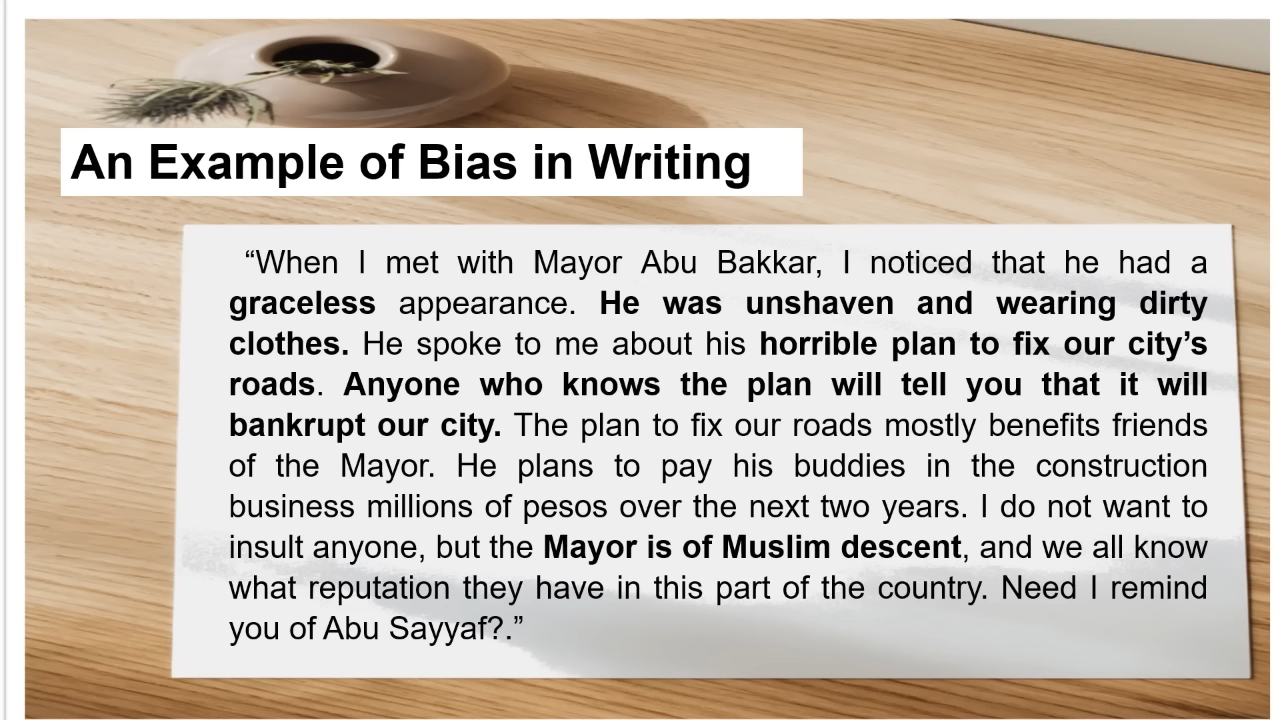 An Example of Bias in Writing
“When I met with Mayor Abu Bakkar, I noticed that he had a
graceless appearance. He was unshaven and wearing dirty
clothes. He spoke to me about his horrible plan to fix our city’s
roads. Anyone who knows the plan will tell you that it will
bankrupt our city. The plan to fix our roads mostly benefits friends
of the Mayor. He plans to pay his buddies in the construction
business millions of pesos over the next two years. I do not want to
insult anyone, but the Mayor is of Muslim descent, and we all know
what reputation they have in this part of the country. Need I remind
you of Abu Sayyaf?.”